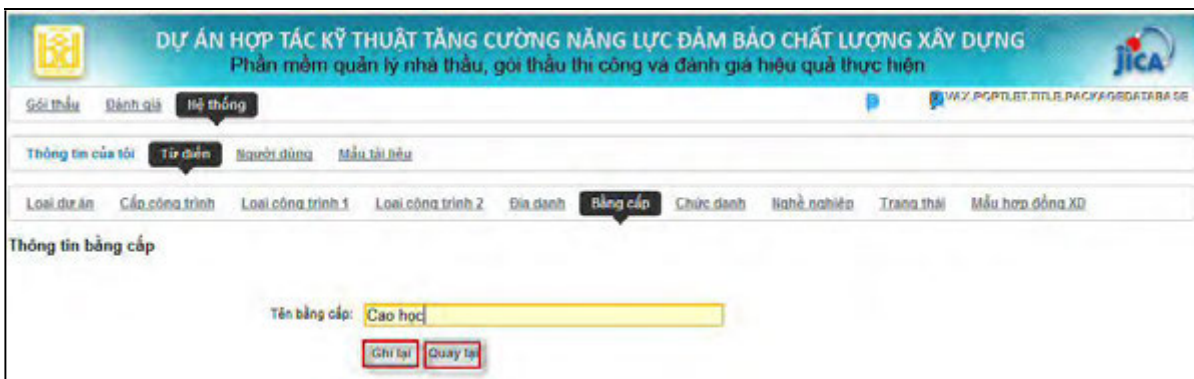 DỰ ÁN HỢP TÁC KỸ THUẬT TĂNG CƯỜNG NĂNG LỰC ĐẢM BẢO CHẤT LƯỢNG XÂY DỰNG
Phần mềm quản lý nhà thầu, gói thầu thi công và đánh giá hiệu quả thực hiện
jica
Gói thầu Đánh giá Hệ thống VAZ.PORTLET.TITLE.PACKAGEDATABASE
Thông tin của tôi Từ điển Người dùng Mẫu tài liệu
Loại dự án Cấp công trình Loại công trình 1 Loại công trình 2 Địa danh Bằng cấp Chức danh Nghề nghiệp Trạng thái Mẫu hợp đồng XD
Thông tin bằng cấp
Tên bằng cấp: Cao học
Ghi lại Quay lại